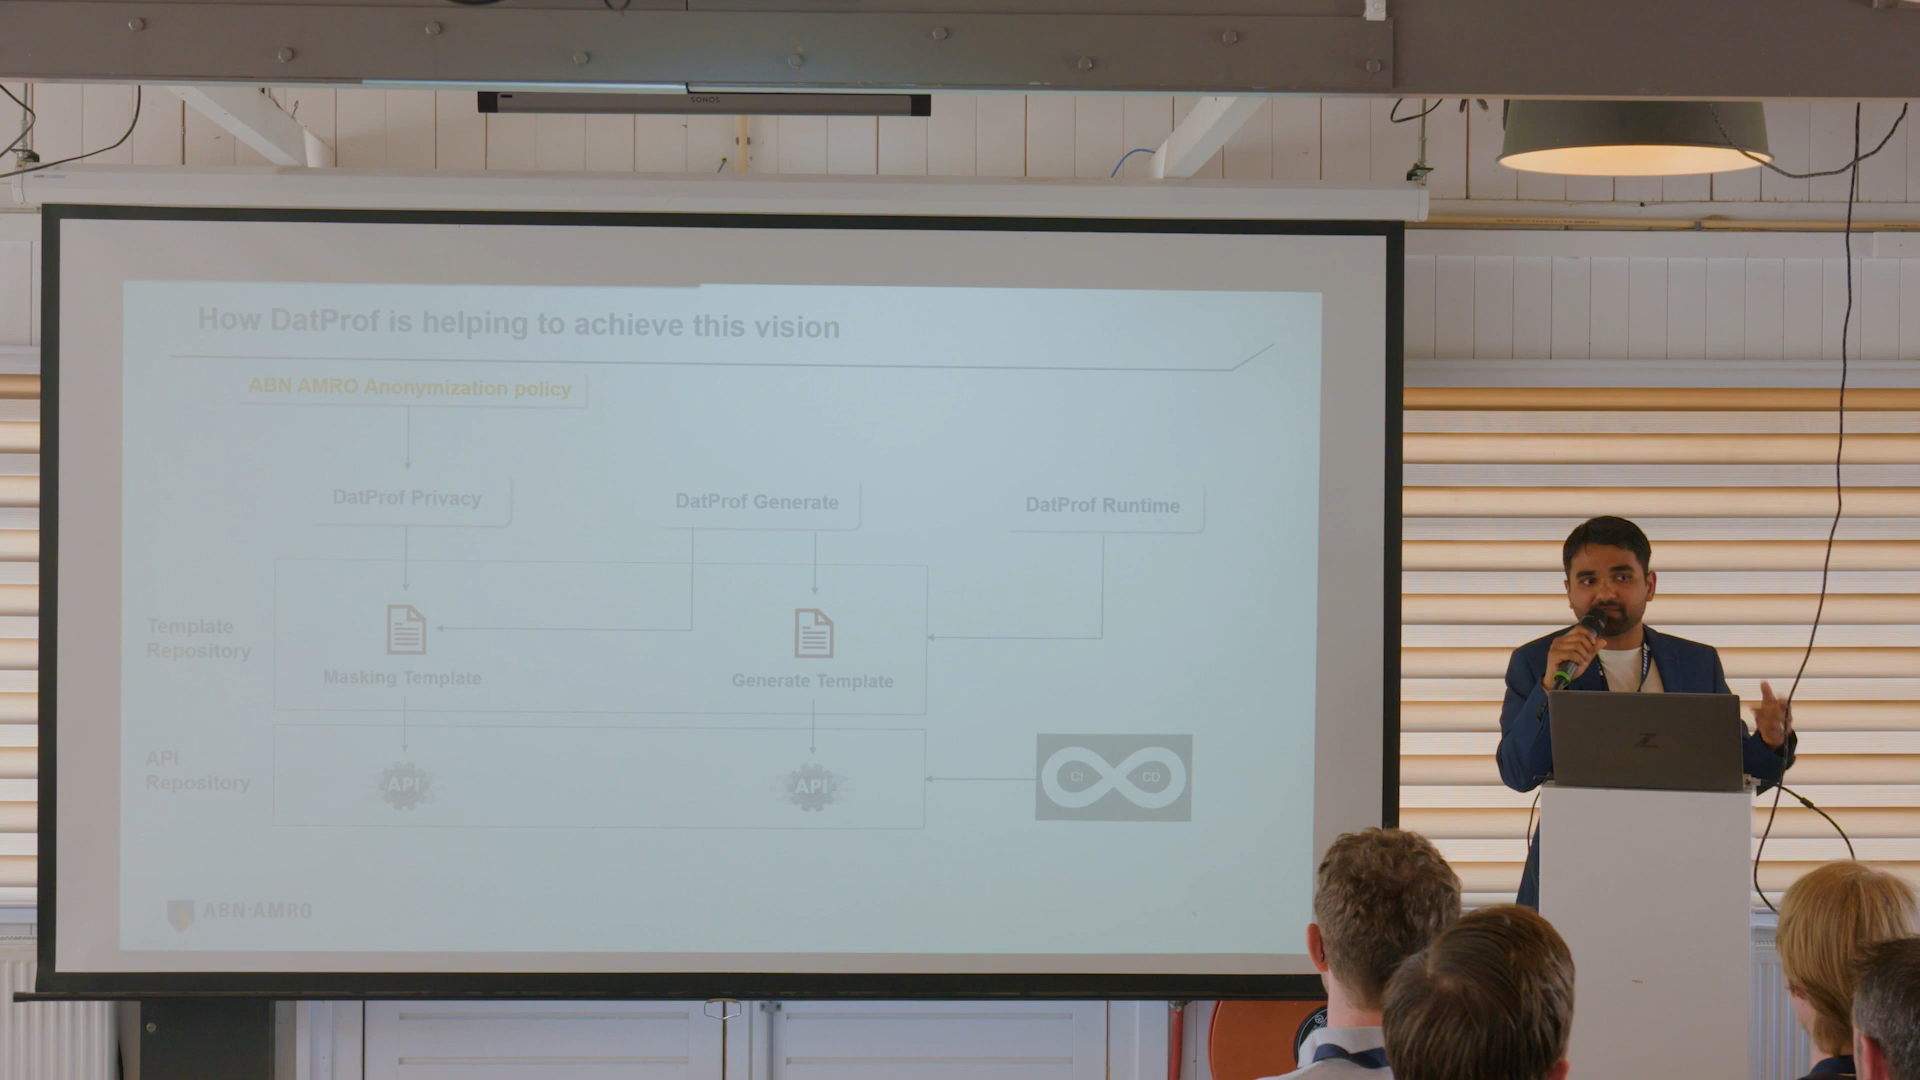 SONOS
How DatProf is helping to achieve this vision
ABN AMRO Anonymization policy
DatProf Privacy
DatProf Generate
DatProf Runtime
Template
Repository
Masking Template
Generate Template
API
Repository
API
API
CI
CD
ABN·AMRO